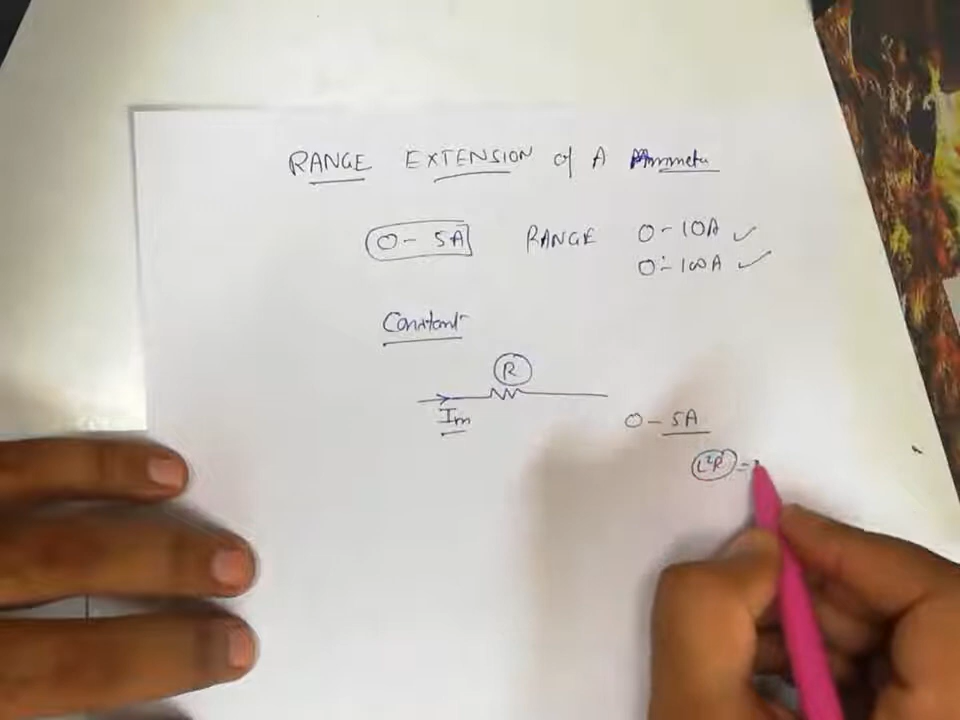 RANGE EXTENSION of A Ammeter
0 - 5A RANGE 0 - 10A
0 - 100A
Constant
R
Im
0 - 5A
i²R =